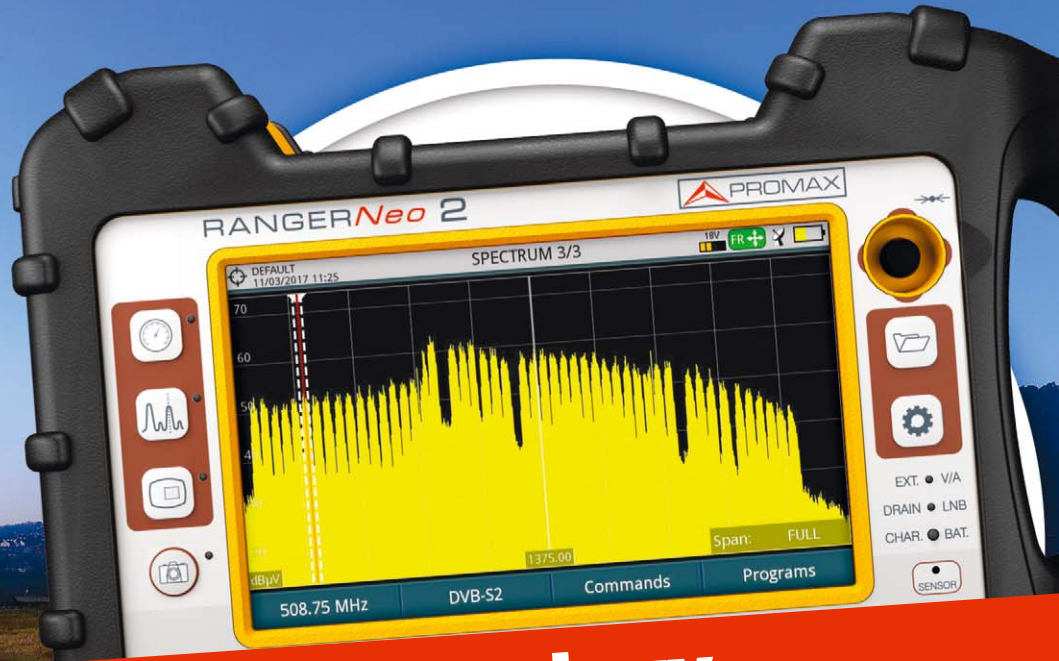 RANGERNeo 2
PROMAX
DEFAULT
11/03/2017 11:25
SPECTRUM 3/3
18V
FR
70
60
dBµV
1375.00
Span: FULL
508.75 MHz
DVB-S2
Commands
Programs
EXT. V/A
DRAIN LNB
CHAR. BAT.
SENSOR